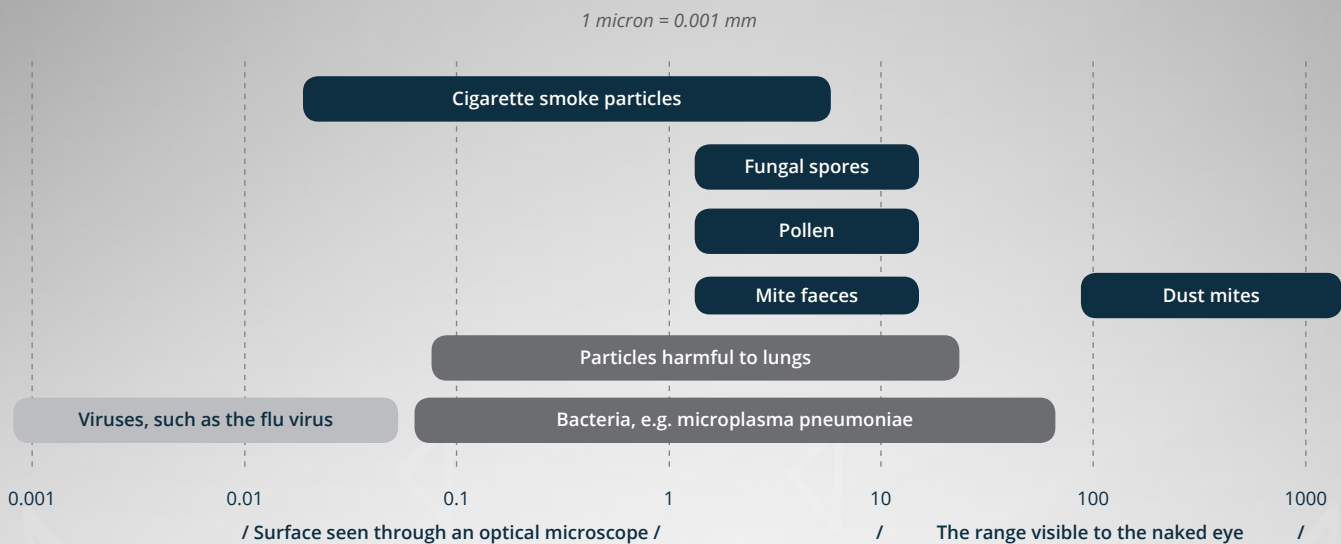 1 micron = 0.001 mm
Cigarette smoke particles
Fungal spores
Pollen
Mite faeces
Dust mites
Particles harmful to lungs
Viruses, such as the flu virus
Bacteria, e.g. microplasma pneumoniae
0.001 0.01 0.1 1 10 100 1000
/ Surface seen through an optical microscope / / The range visible to the naked eye /